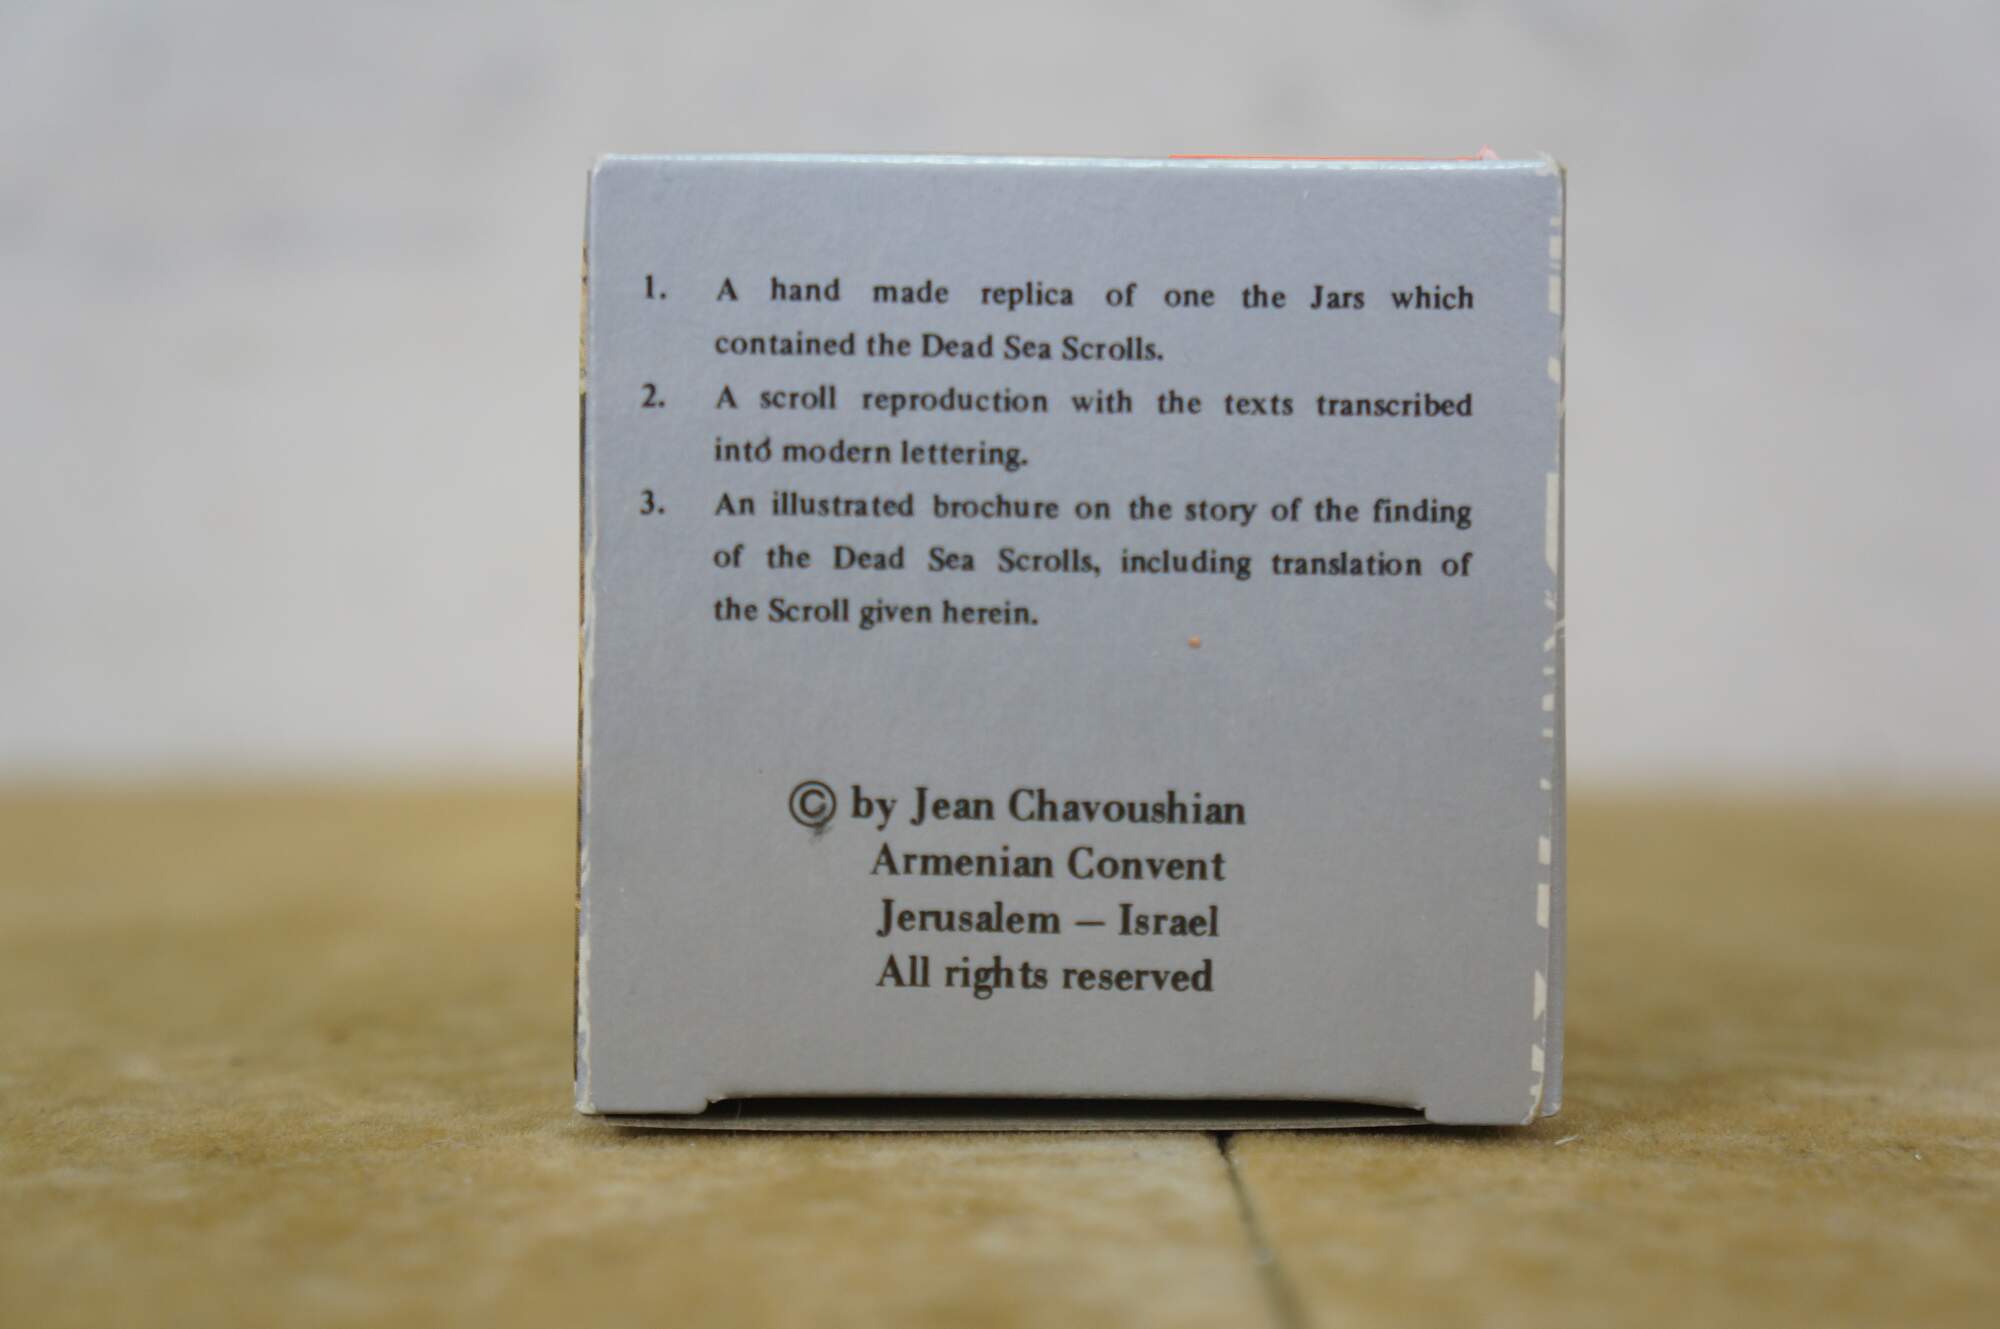 1. A hand made replica of one the Jars which
contained the Dead Sea Scrolls.
2. A scroll reproduction with the texts transcribed
into modern lettering.
3. An illustrated brochure on the story of the finding
of the Dead Sea Scrolls, including translation of
the Scroll given herein.
© by Jean Chavoushian
Armenian Convent
Jerusalem — Israel
All rights reserved